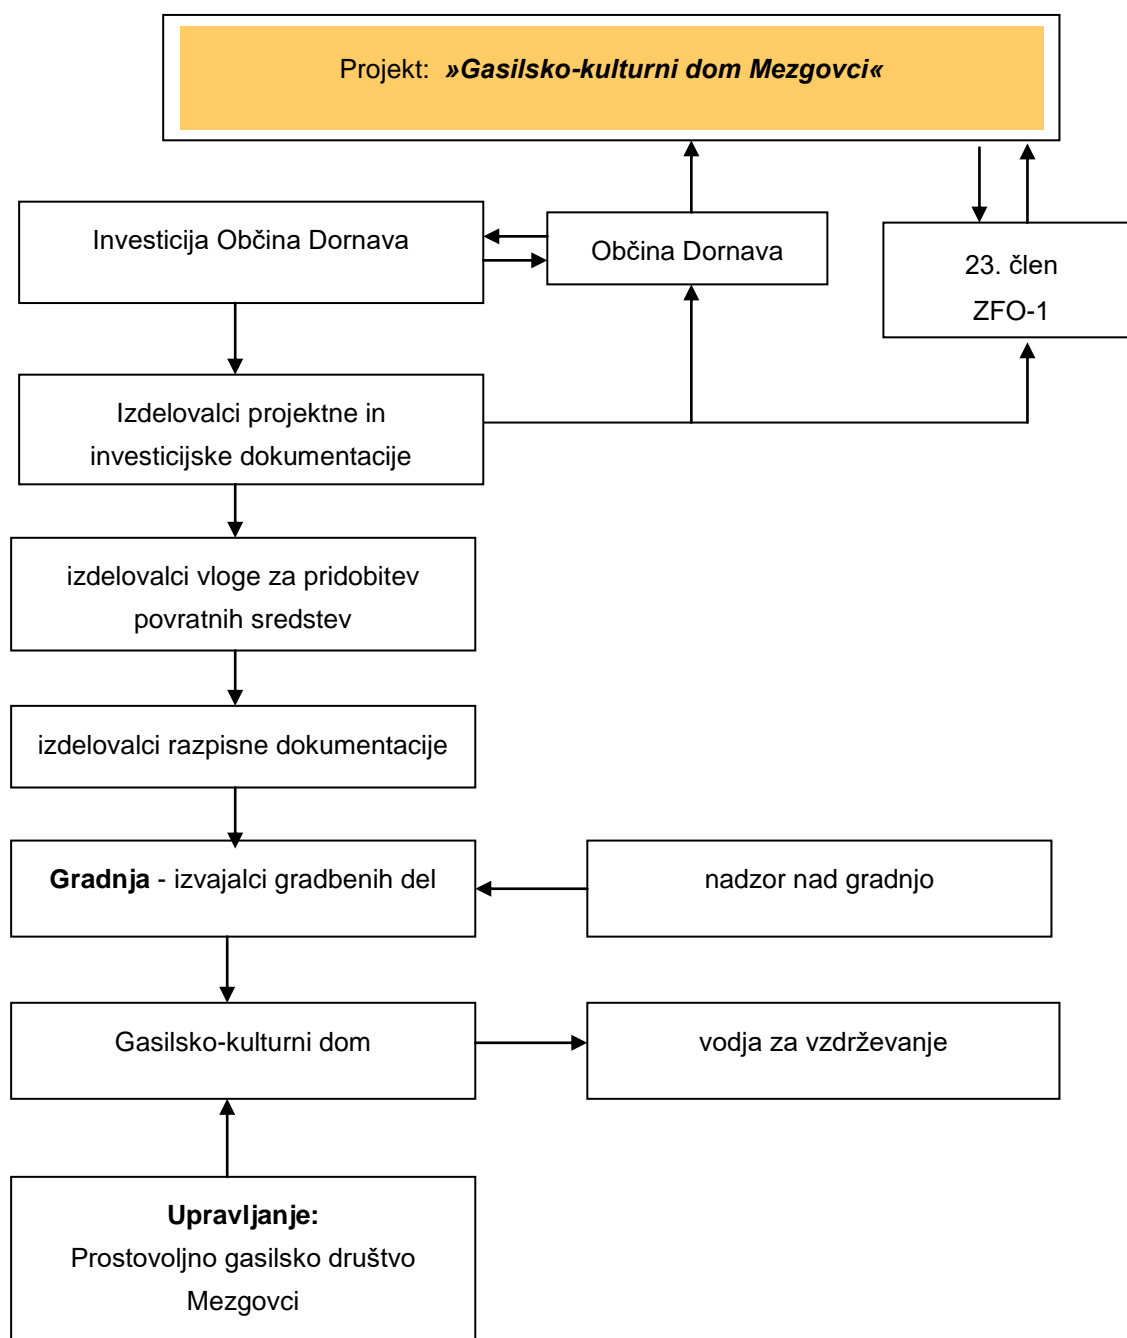 Projekt: »Gasilsko-kulturni dom Mezgovci«
Investicija Občina Dornava
Občina Dornava
23. člen
ZFO-1
Izdelovalci projektne in
investicijske dokumentacije
izdelovalci vloge za pridobitev
povratnih sredstev
izdelovalci razpisne dokumentacije
Gradnja - izvajalci gradbenih del
nadzor nad gradnjo
Gasilsko-kulturni dom
vodja za vzdrževanje
Upravljanje:
Prostovoljno gasilsko društvo
Mezgovci